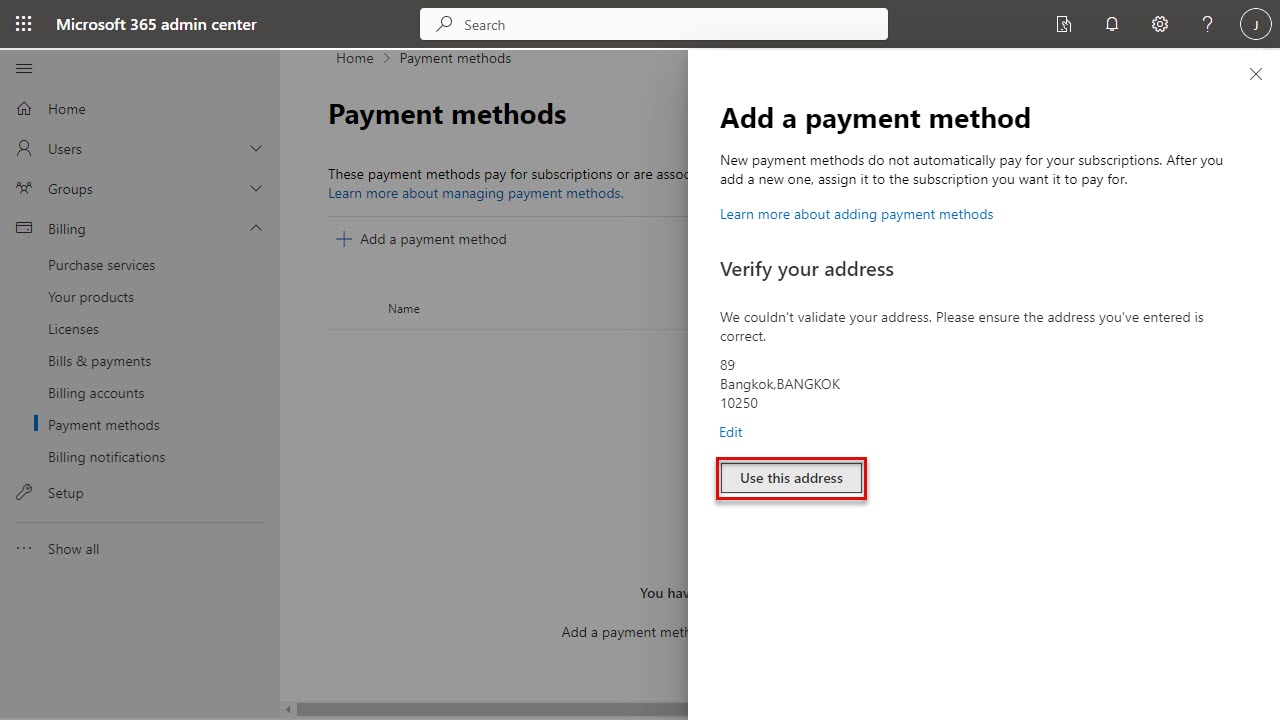 Microsoft 365 admin center
Search
J
Home
Users
Groups
Billing
Purchase services
Your products
Licenses
Bills & payments
Billing accounts
Payment methods
Billing notifications
Setup
Show all
Home > Payment methods
Payment methods
These payment methods pay for subscriptions or are assoc
Learn more about managing payment methods.
+ Add a payment method
Name
You hav
Add a payment meth
Add a payment method
New payment methods do not automatically pay for your subscriptions. After you
add a new one, assign it to the subscription you want it to pay for.
Learn more about adding payment methods
Verify your address
We couldn't validate your address. Please ensure the address you've entered is
correct.
89
Bangkok,BANGKOK
10250
Edit
Use this address